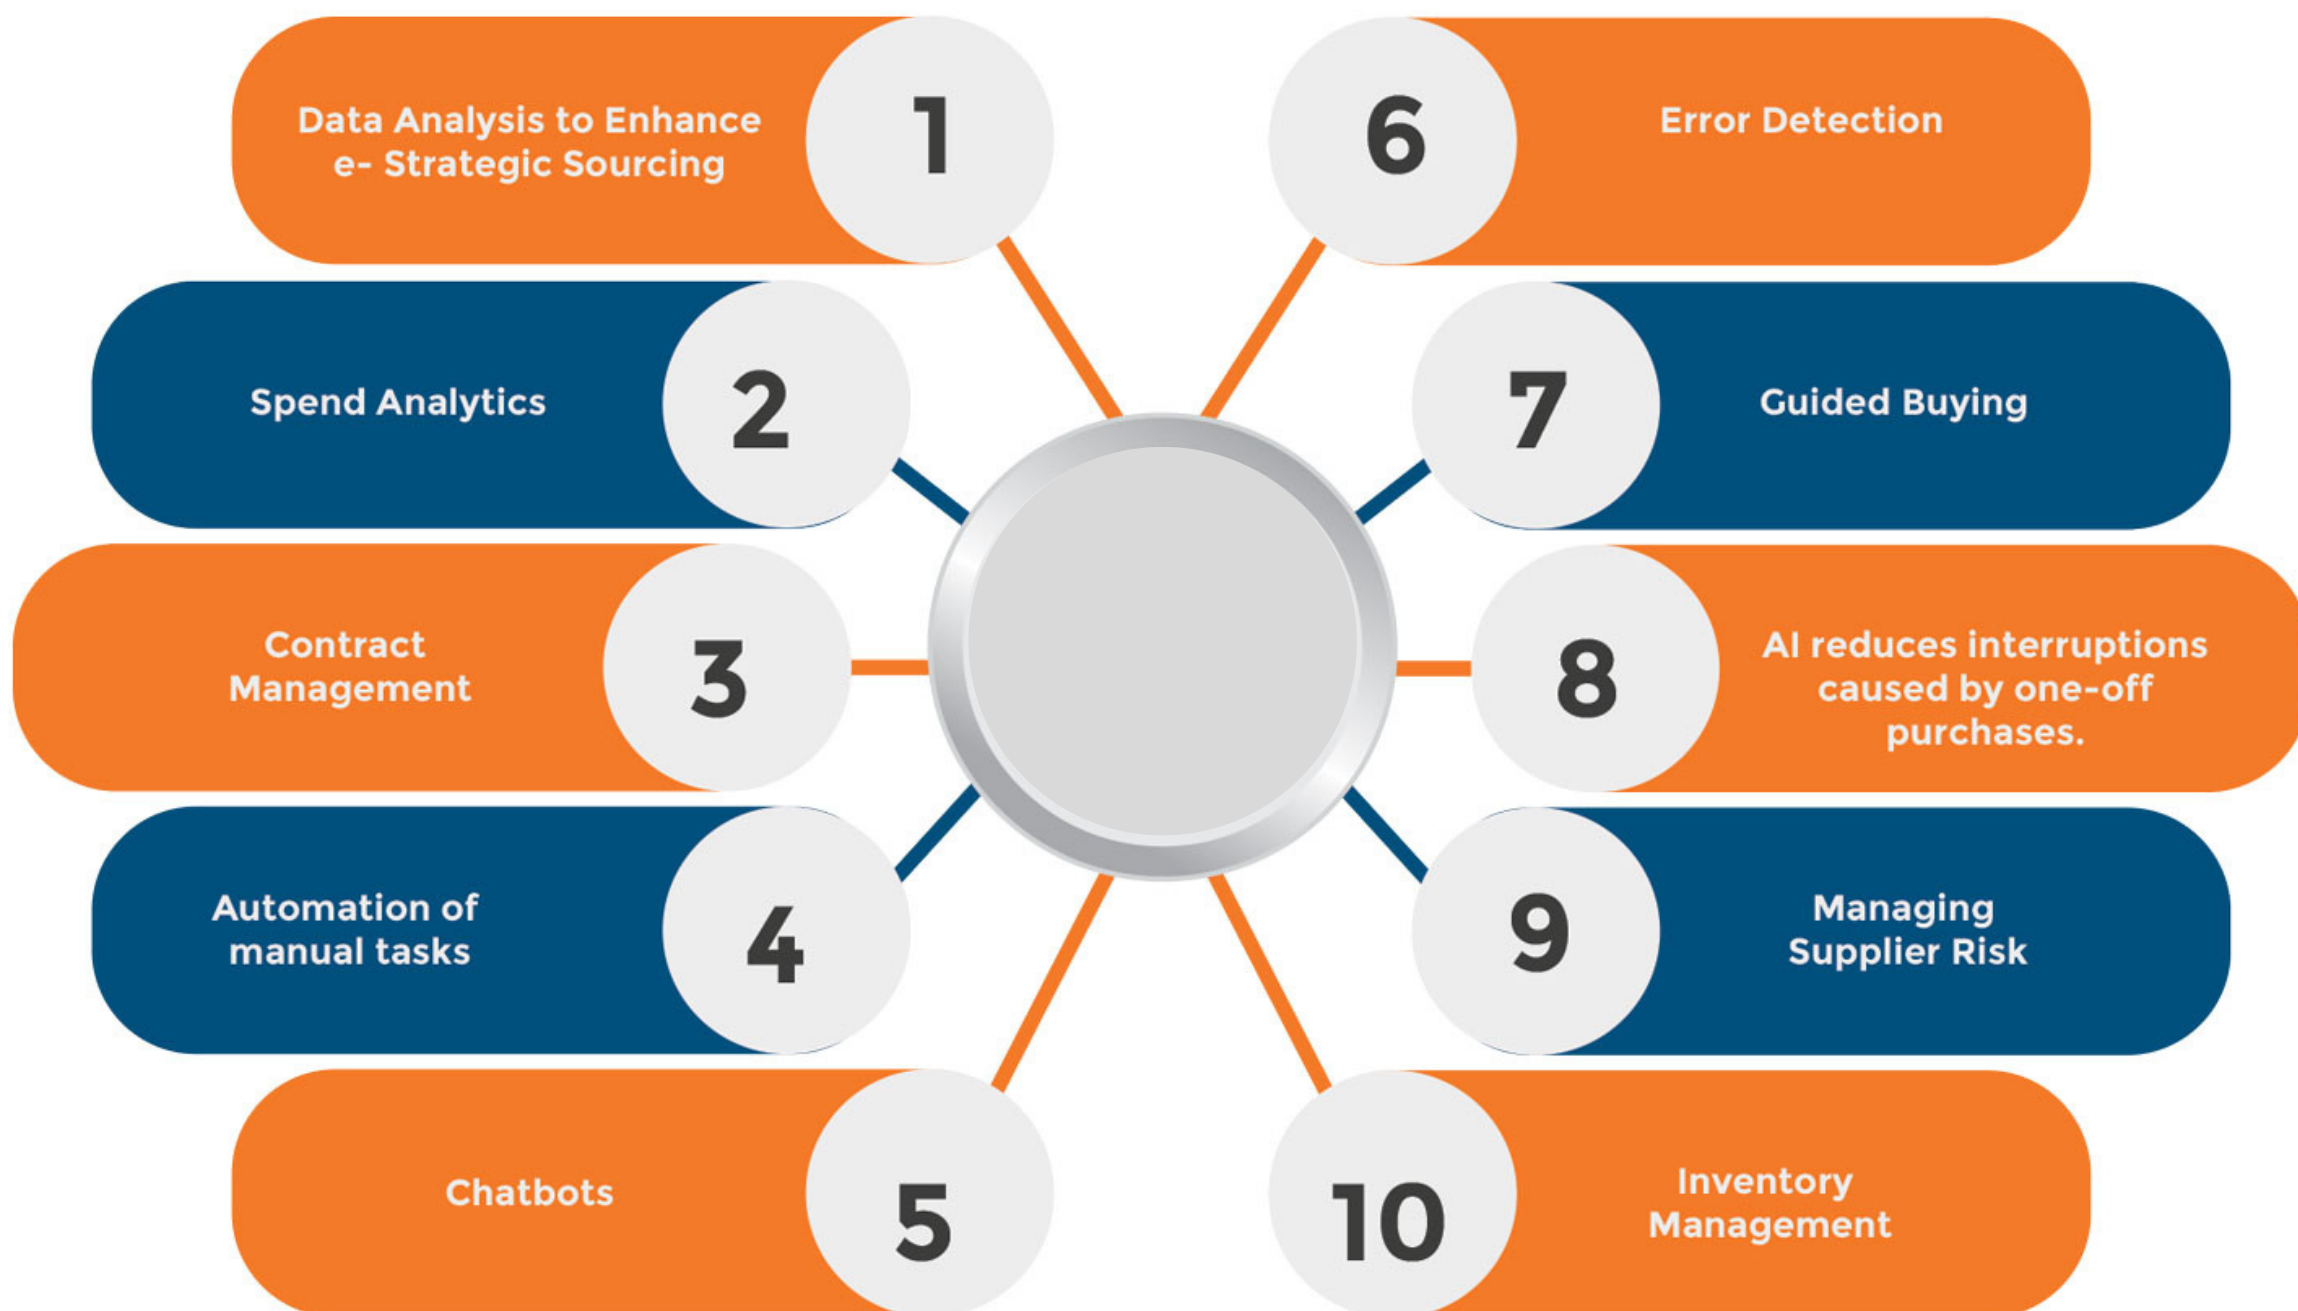 1
Data Analysis to Enhance
e- Strategic Sourcing
2
Spend Analytics
3
Contract
Management
4
Automation of
manual tasks
5
Chatbots
6
Error Detection
7
Guided Buying
8
AI reduces interruptions
caused by one-off
purchases.
9
Managing
Supplier Risk
10
Inventory
Management